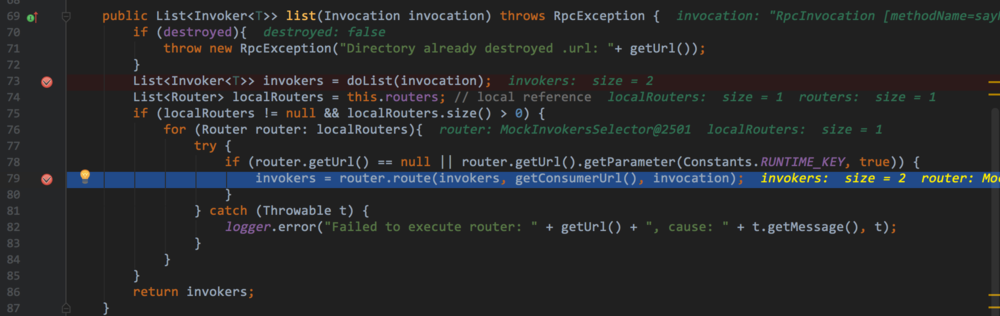 69 public List<Invoker<T>> list(Invocation invocation) throws RpcException { invocation: "RpcInvocation [methodName=say
70 if (destroyed){ destroyed: false
71 throw new RpcException("Directory already destroyed .url: "+ getUrl());
72 }
73 List<Invoker<T>> invokers = doList(invocation); invokers: size = 2
74 List<Router> localRouters = this.routers; // local reference localRouters: size = 1 routers: size = 1
75 if (localRouters != null && localRouters.size() > 0) {
76 for (Router router: localRouters){ router: MockInvokersSelector@2501 localRouters: size = 1
77 try {
78 if (router.getUrl() == null || router.getUrl().getParameter(Constants.RUNTIME_KEY, true)) {
79 invokers = router.route(invokers, getConsumerUrl(), invocation); invokers: size = 2 router: Moc
80 }
81 } catch (Throwable t) {
82 logger.error("Failed to execute router: " + getUrl() + ", cause: " + t.getMessage(), t);
83 }
84 }
85 }
86 return invokers;
87 }